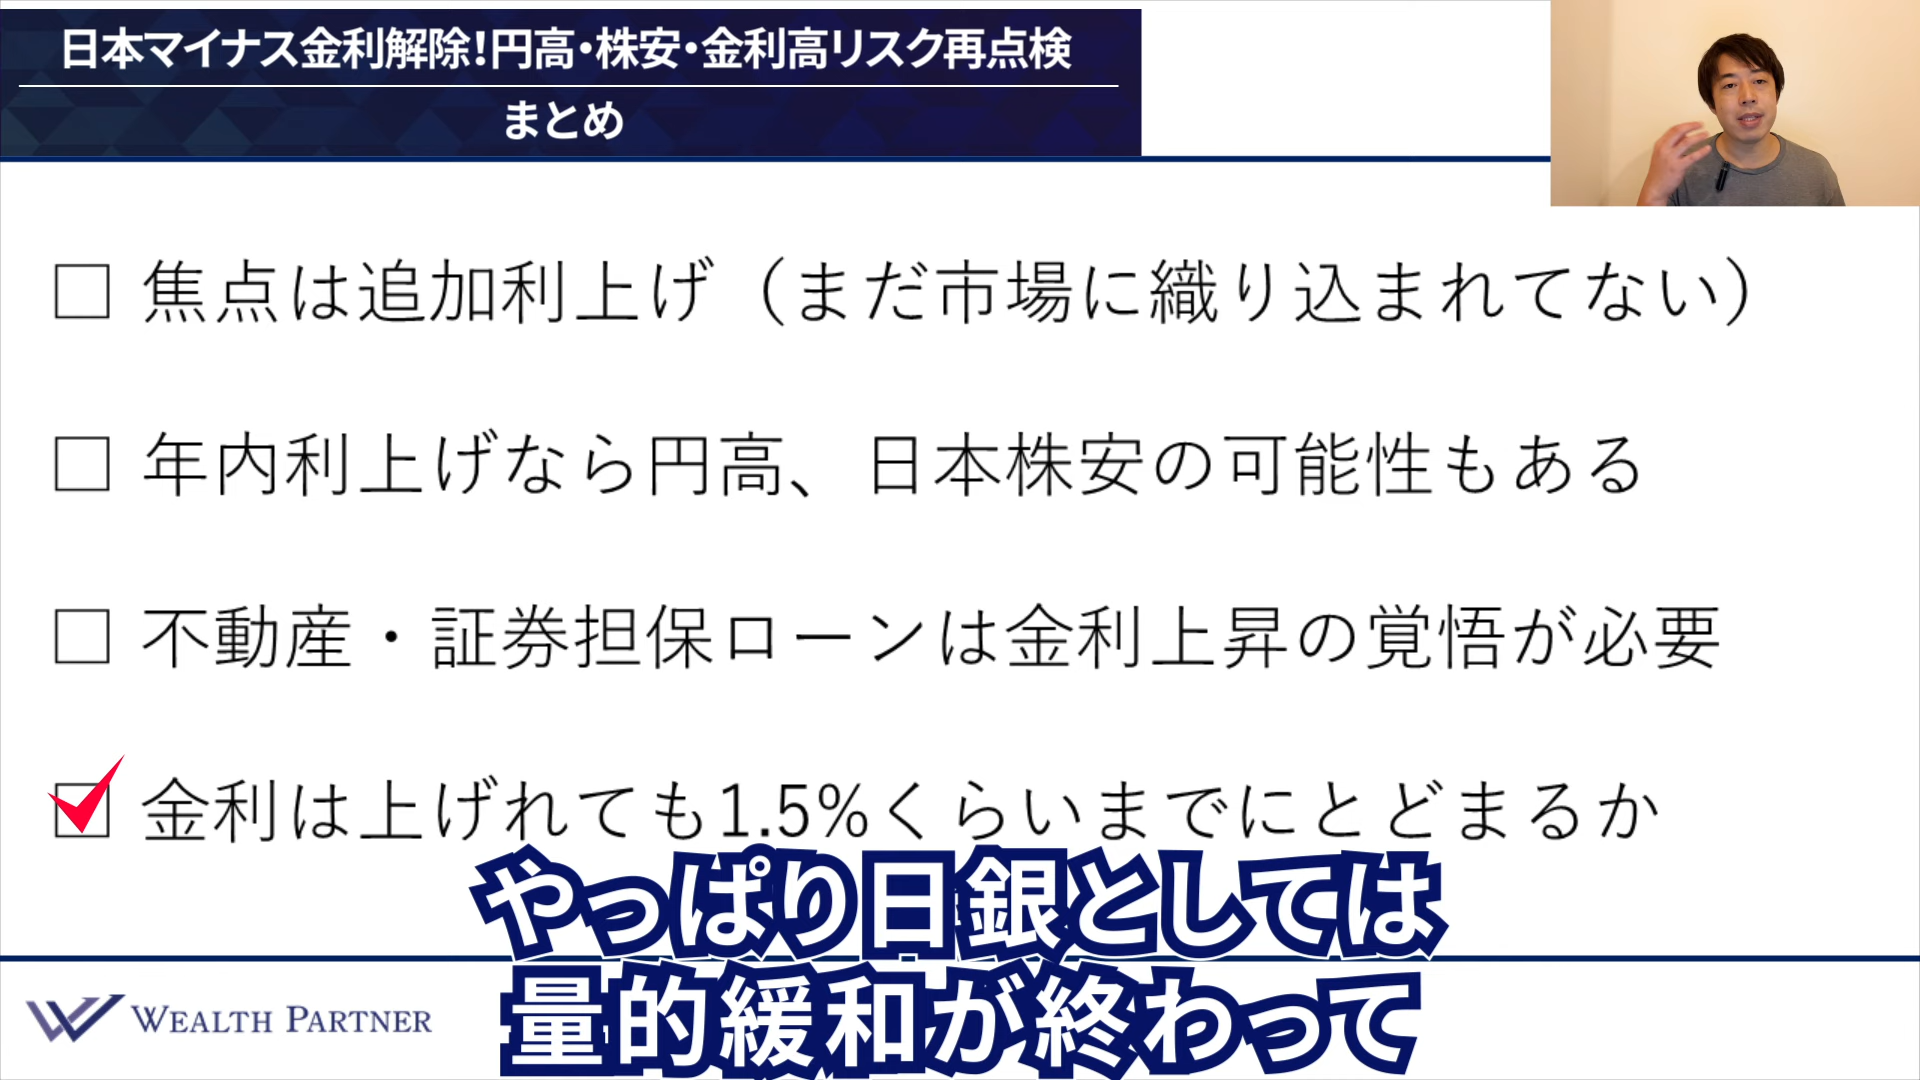 日本マイナス金利解除!円高・株安・金利高リスク再点検
まとめ
□ 焦点は追加利上げ（まだ市場に織り込まれてない）
□ 年内利上げなら円高、日本株安の可能性もある
□ 不動産・証券担保ローンは金利上昇の覚悟が必要
☑ 金利は上げれても1.5%くらいまでにとどまるか
やっぱり日銀としては
量的緩和が終わって
WEALTH PARTNER